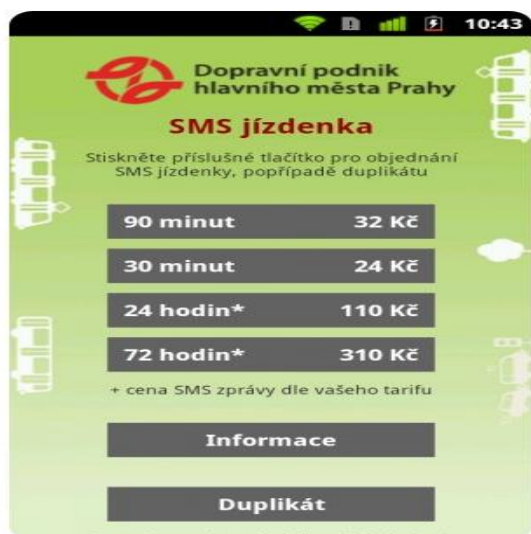 10:43
Dopravní podnik
hlavního města Prahy
SMS jízdenka
Stiskněte příslušné tlačítko pro objednání
SMS jízdenky, popřípadě duplikátu
90 minut 32 Kč
30 minut 24 Kč
24 hodin* 110 Kč
72 hodin* 310 Kč
+ cena SMS zprávy dle vašeho tarifu
Informace
Duplikát